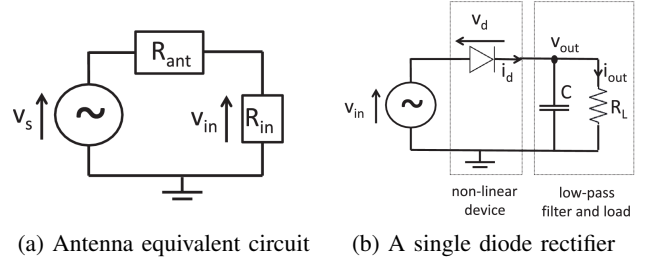 R_ant
v_s
v_in
R_in
v_d
v_out
i_d
i_out
v_in
C
R_L
non-linear
device
low-pass
filter and load
(a) Antenna equivalent circuit
(b) A single diode rectifier